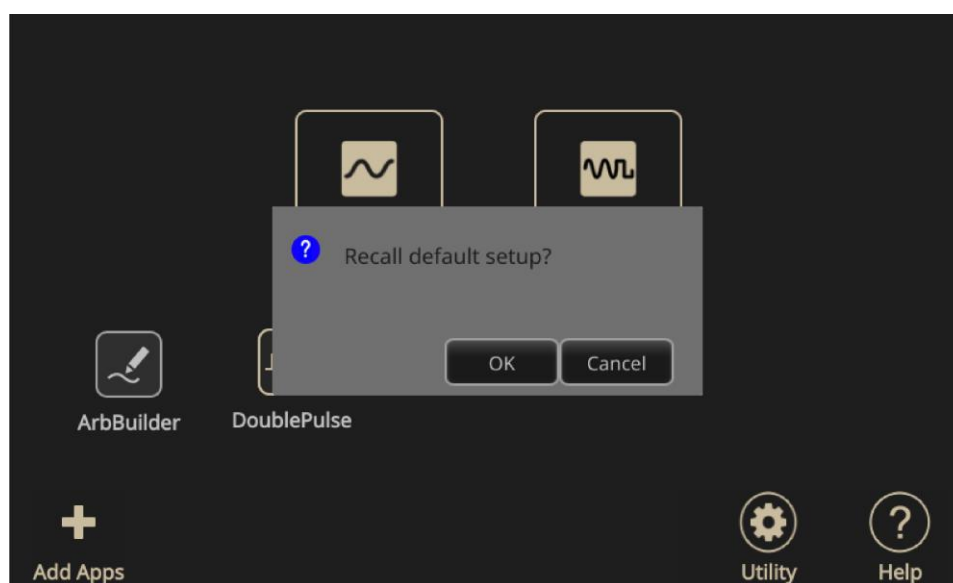 ?
Recall default setup?
OK Cancel
ArbBuilder DoublePulse
?
Add Apps Utility Help